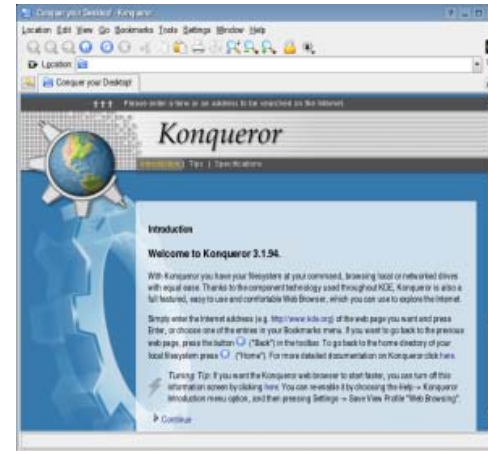 Conquer your Desktop! - Konqueror
Location Edit View Go Bookmarks Tools Settings Window Help
Location:
Conquer your Desktop!
Please enter a term or an address to be searched on the Internet.
Konqueror
Introduction | Tips | Specifications
Introduction
Welcome to Konqueror 3.1.94.
With Konqueror you have your filesystem at your command, browsing local or networked drives
with equal ease. Thanks to the component technology used throughout KDE, Konqueror is also a
full featured, easy to use and comfortable Web Browser, which you can use to explore the Internet.
Simply enter the Internet address (e.g. http://www.kde.org) of the web page you want and press
Enter, or choose one of the entries in your Bookmarks menu. If you want to go back to the previous
web page, press the button ("Back") in the toolbar. To go back to the home directory of your
local filesystem press ("Home"). For more detailed documentation on Konqueror click here.
Tuning Tip: If you want the Konqueror web browser to start faster, you can turn off this
information screen by clicking here. You can re-enable it by choosing the Help -> Konqueror
Introduction menu option, and then pressing Settings -> Save View Profile "Web Browsing".
Continue